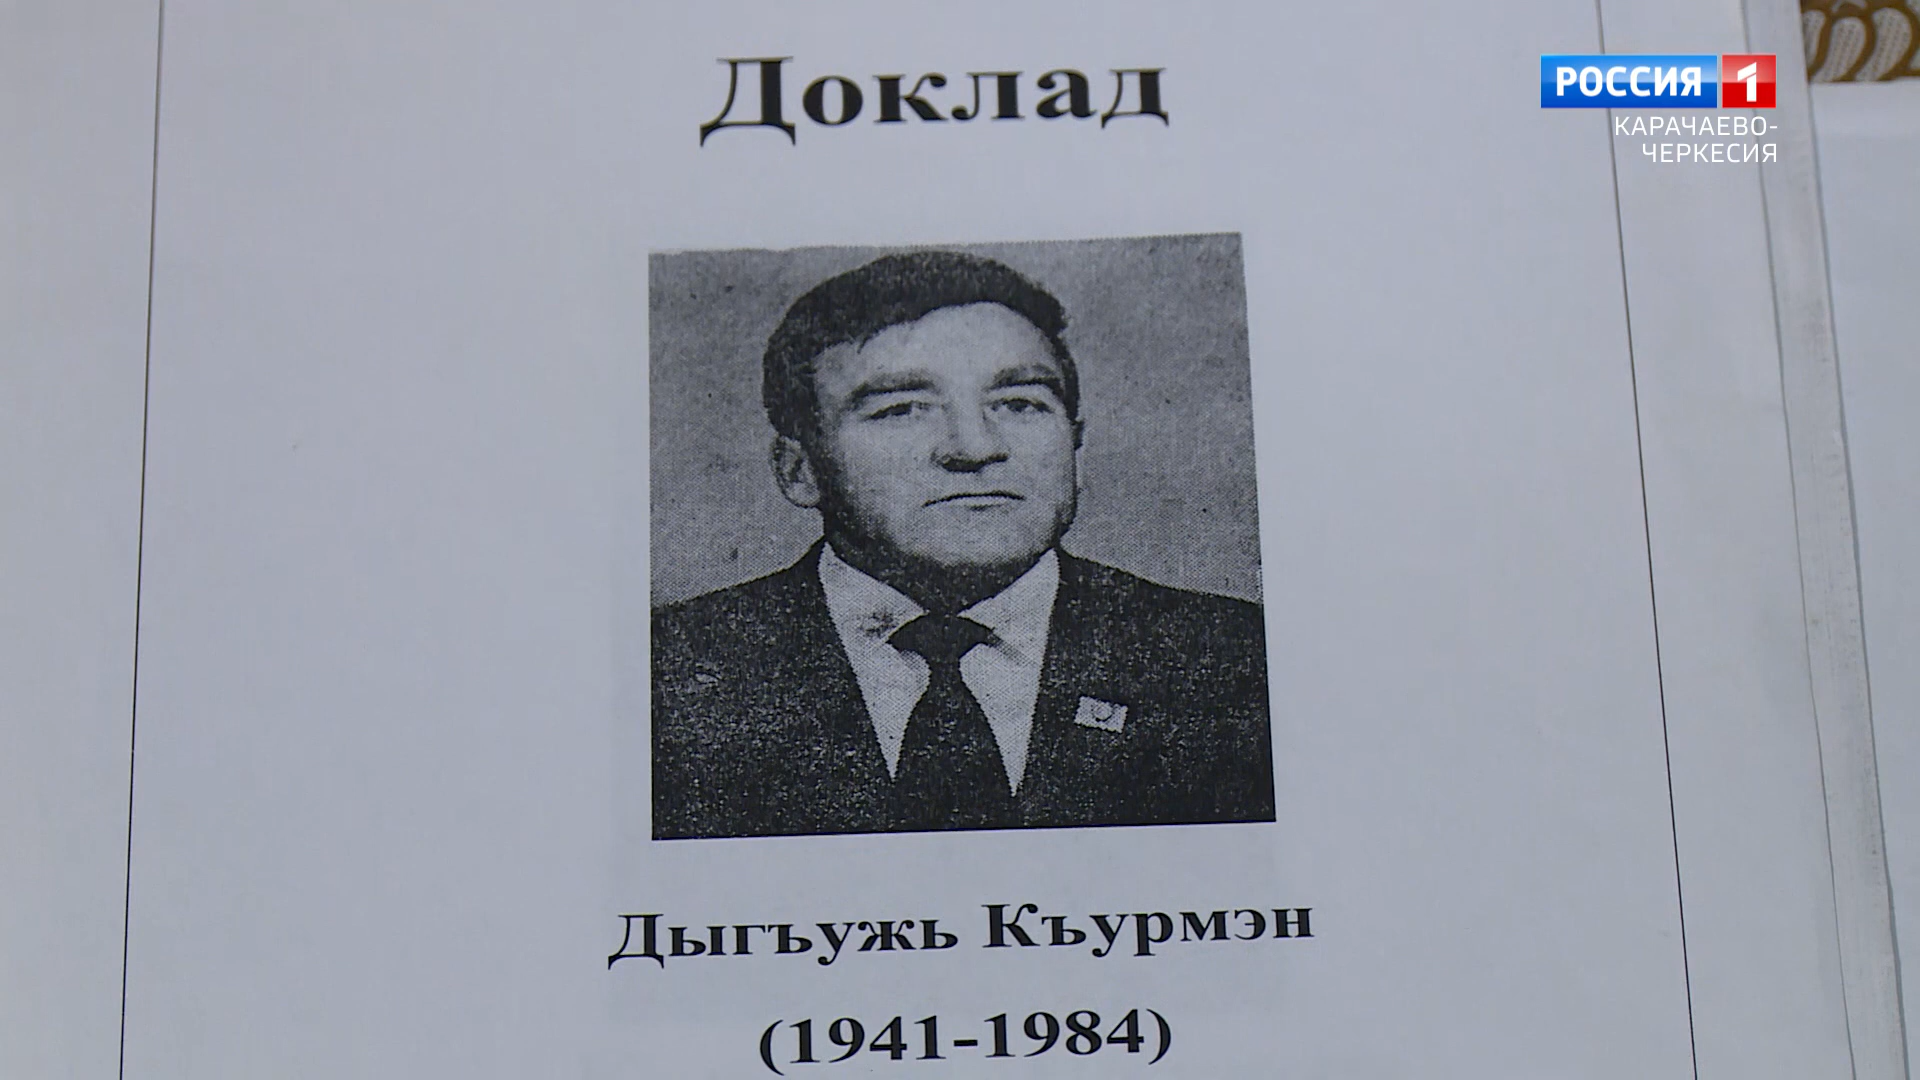 Доклад
РОССИЯ 1
КАРАЧАЕВО-
ЧЕРКЕСИЯ
Дыгъужь Къурмэн
(1941-1984)